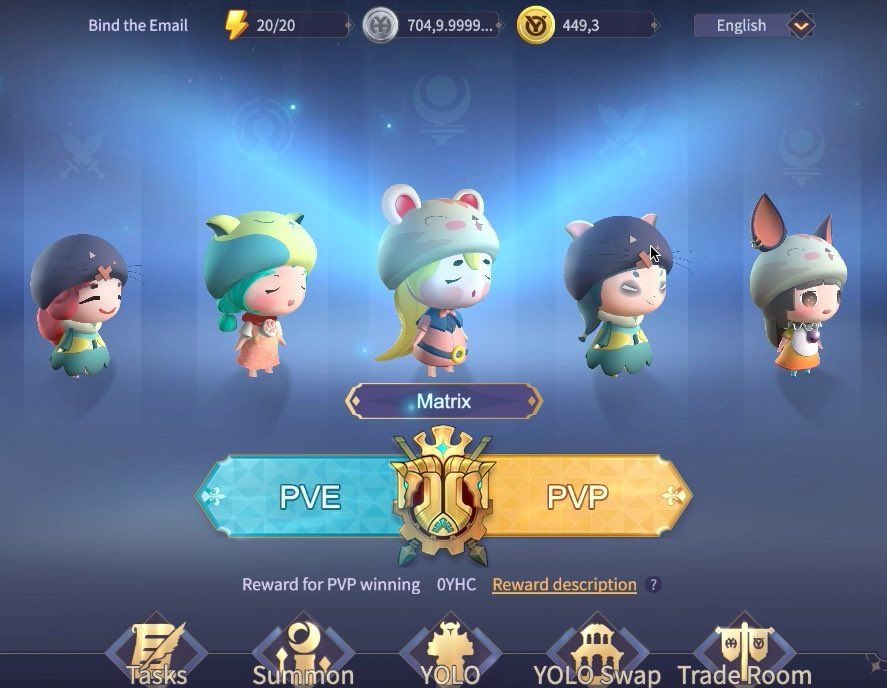 Bind the Email
20/20
704,9.9999...
449,3
English
Matrix
PVE
PVP
Reward for PVP winning 0YHC Reward description ?
Tasks
Summon
YOLO
YOLO Swap
Trade Room